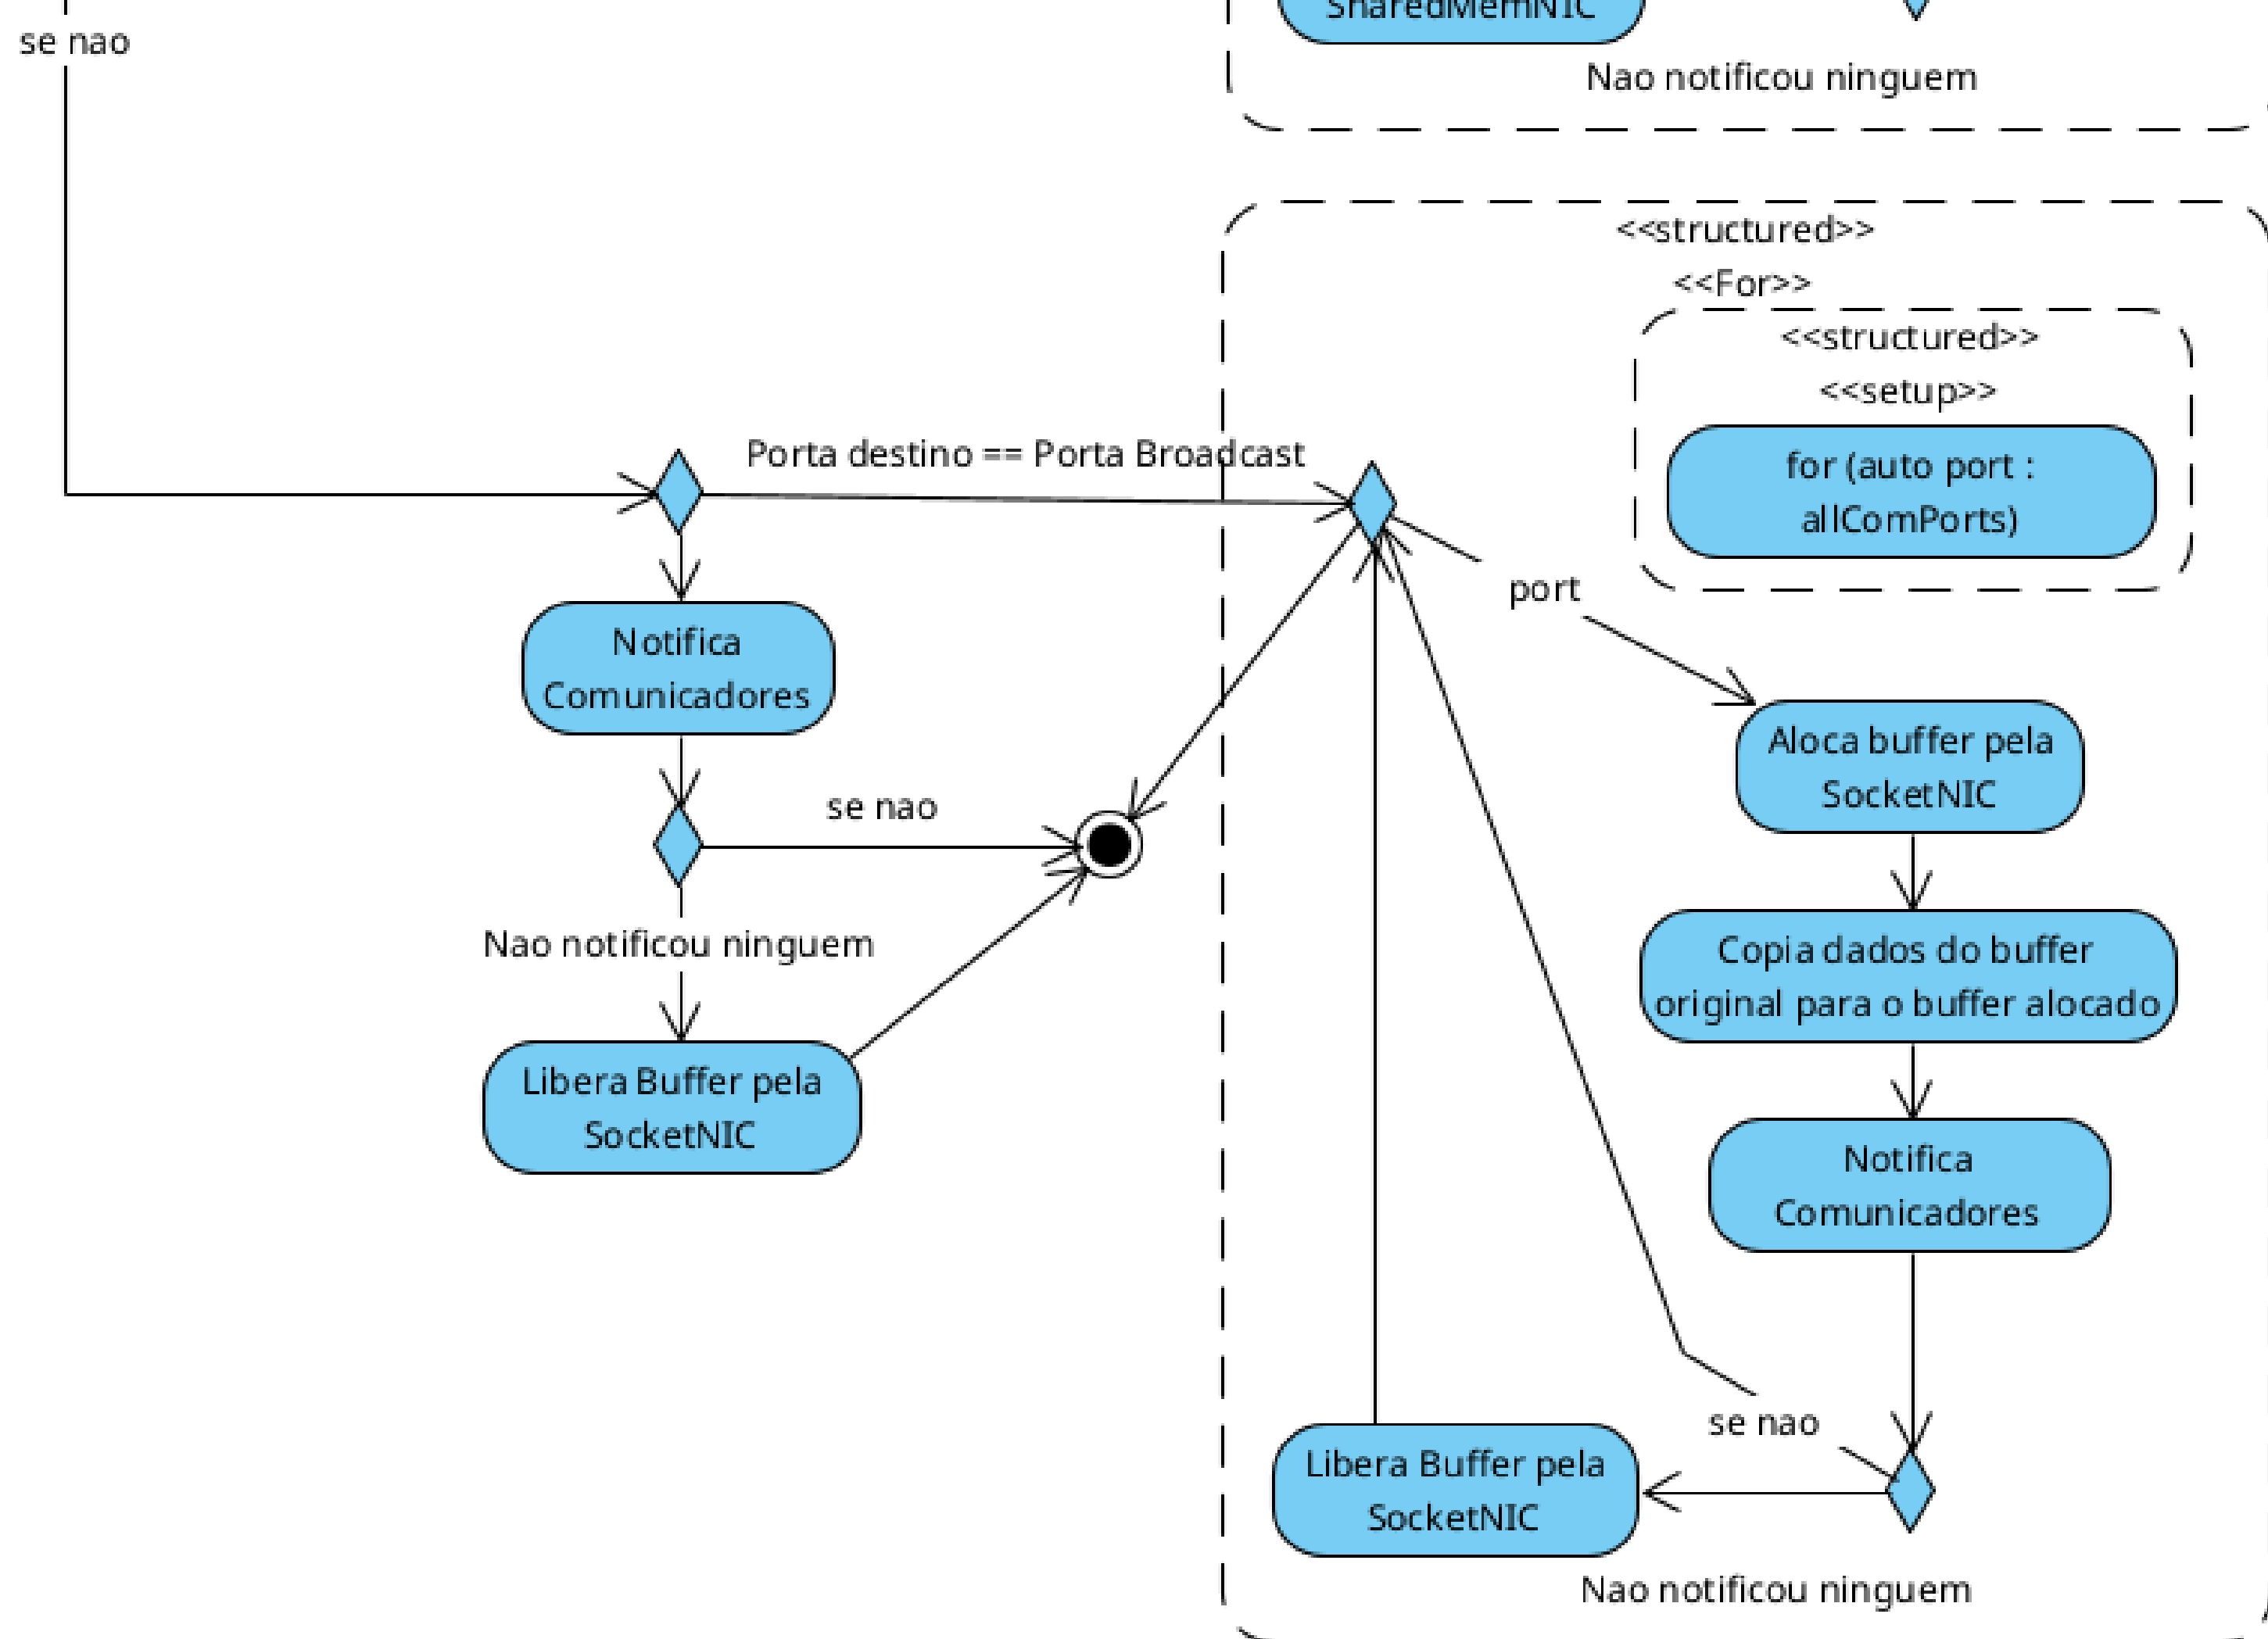 SharedMemNIC
se nao
Nao notificou ninguem
<<structured>>
<<For>>
<<structured>>
<<setup>>
for (auto port :
allComPorts)
Porta destino == Porta Broadcast
port
Notifica
Comunicadores
se nao
Nao notificou ninguem
Libera Buffer pela
SocketNIC
Aloca buffer pela
SocketNIC
Copia dados do buffer
original para o buffer alocado
Notifica
Comunicadores
se nao
Libera Buffer pela
SocketNIC
Nao notificou ninguem